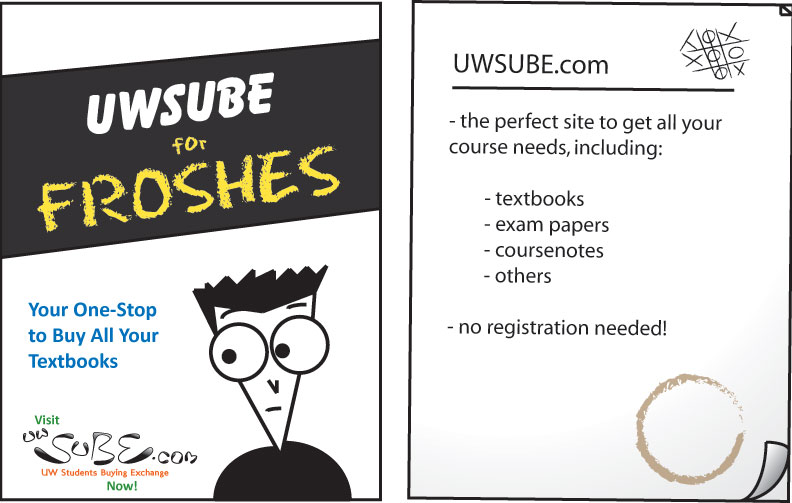 UWSUBE
for
FROSHES
Your One-Stop
to Buy All Your
Textbooks
Visit
UW SUBE.com
UW Students Buying Exchange
Now!
UWSUBE.com
- the perfect site to get all your
course needs, including:
- textbooks
- exam papers
- coursenotes
- others
- no registration needed!